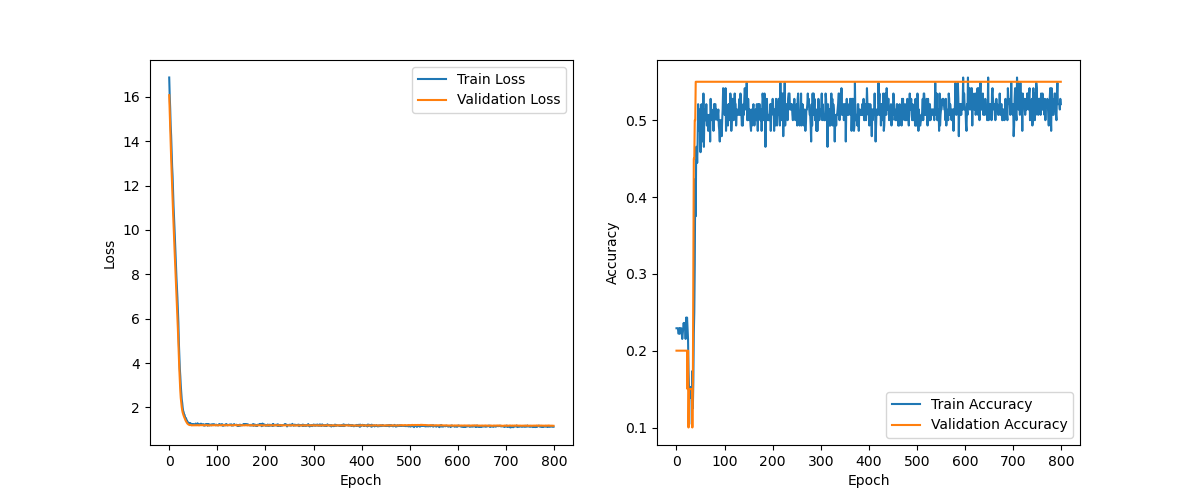 Train Loss
Validation Loss
16
14
12
10
8
6
4
2
Loss
0 100 200 300 400 500 600 700 800
Epoch
0.5
0.4
0.3
0.2
0.1
Accuracy
Train Accuracy
Validation Accuracy
0 100 200 300 400 500 600 700 800
Epoch